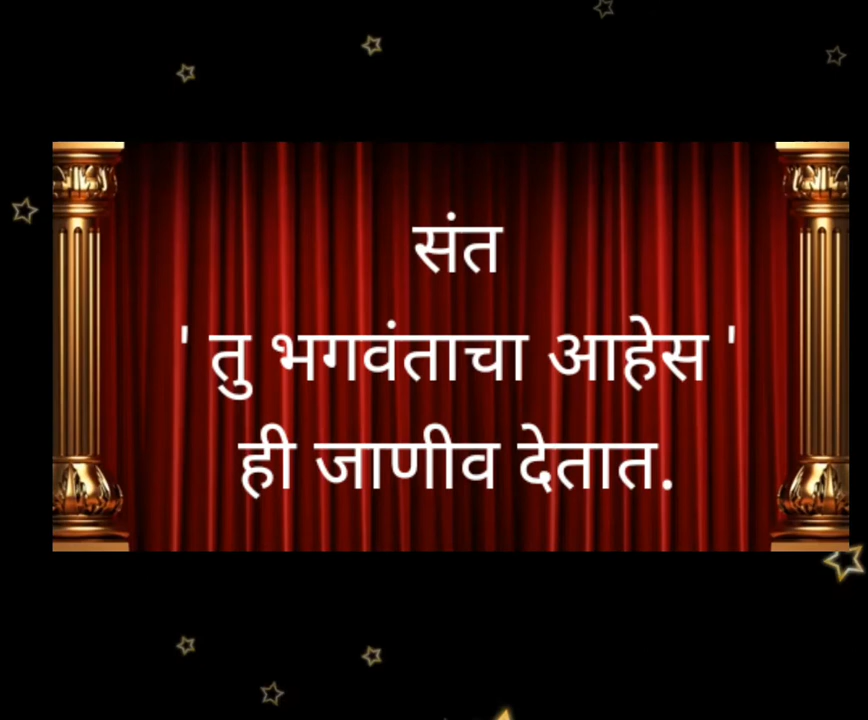 संत
' तु भगवंताचा आहेस '
ही जाणीव देतात.